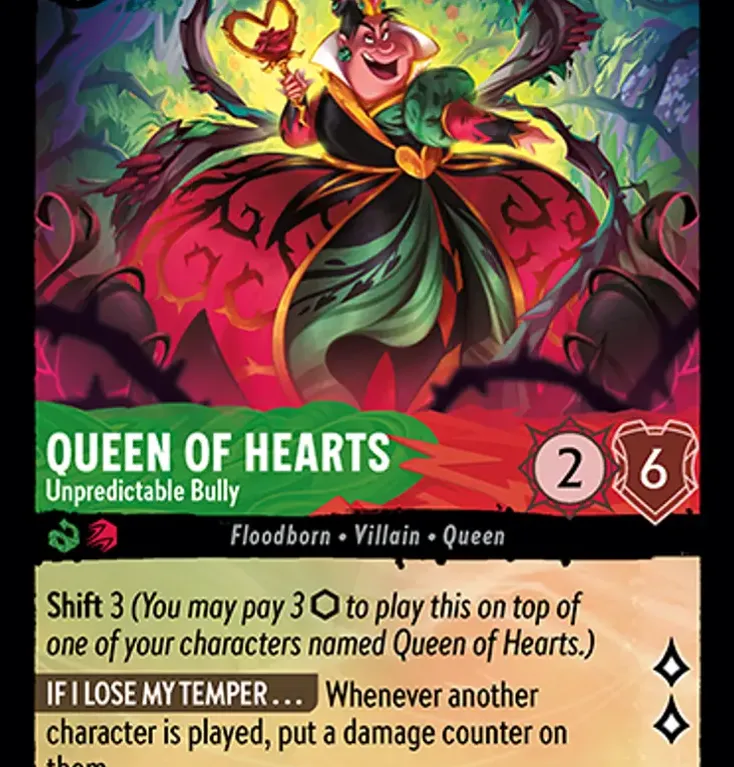 QUEEN OF HEARTS
Unpredictable Bully
2
6
Floodborn • Villain • Queen
Shift 3 (You may pay 3 ⬡ to play this on top of
one of your characters named Queen of Hearts.)
IF I LOSE MY TEMPER... Whenever another
character is played, put a damage counter on
them